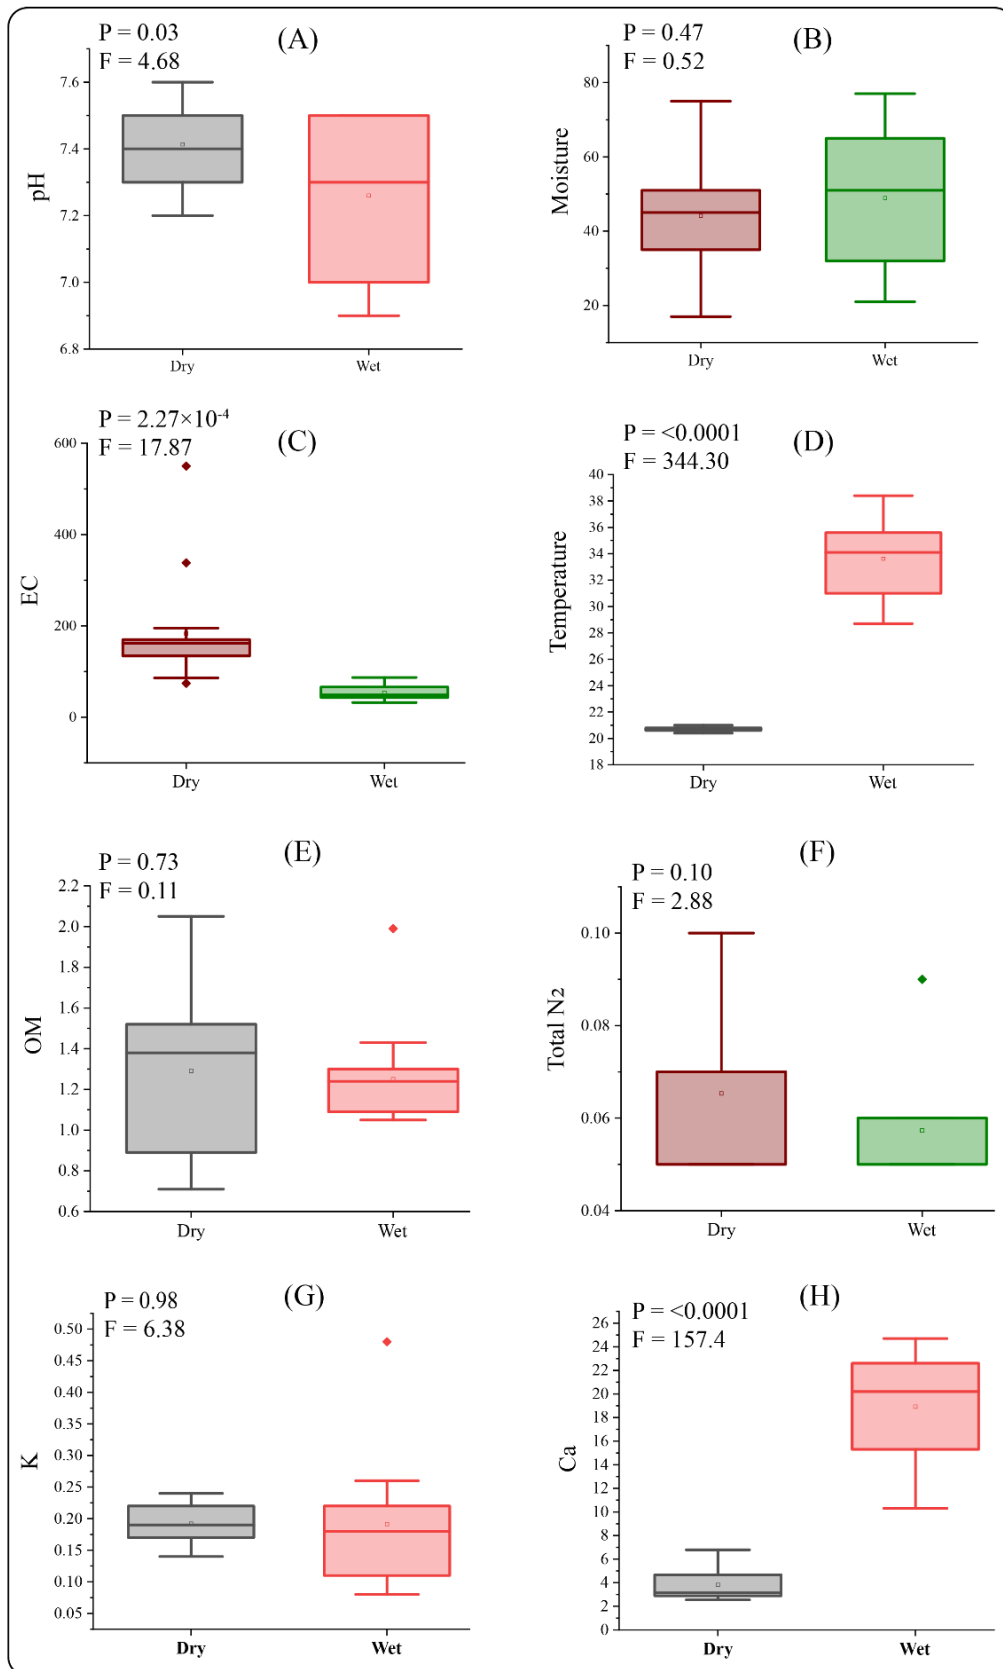 P = 0.03
F = 4.68
(A)
7.6
7.4
7.2
7.0
6.8
pH
Dry
Wet
P = 0.47
F = 0.52
(B)
80
60
40
20
Moisture
Dry
Wet
P = 2.27×10⁻⁴
F = 17.87
(C)
600
400
200
0
EC
Dry
Wet
P = <0.0001
F = 344.30
(D)
40
38
36
34
32
30
28
26
24
22
20
18
Temperature
Dry
Wet
P = 0.73
F = 0.11
(E)
2.2
2.0
1.8
1.6
1.4
1.2
1.0
0.8
0.6
OM
Dry
Wet
P = 0.10
F = 2.88
(F)
0.10
0.08
0.06
0.04
Total N2
Dry
Wet
P = 0.98
F = 6.38
(G)
0.50
0.45
0.40
0.35
0.30
0.25
0.20
0.15
0.10
0.05
K
Dry
Wet
P = <0.0001
F = 157.4
(H)
26
24
22
20
18
16
14
12
10
8
6
4
2
0
Ca
Dry
Wet